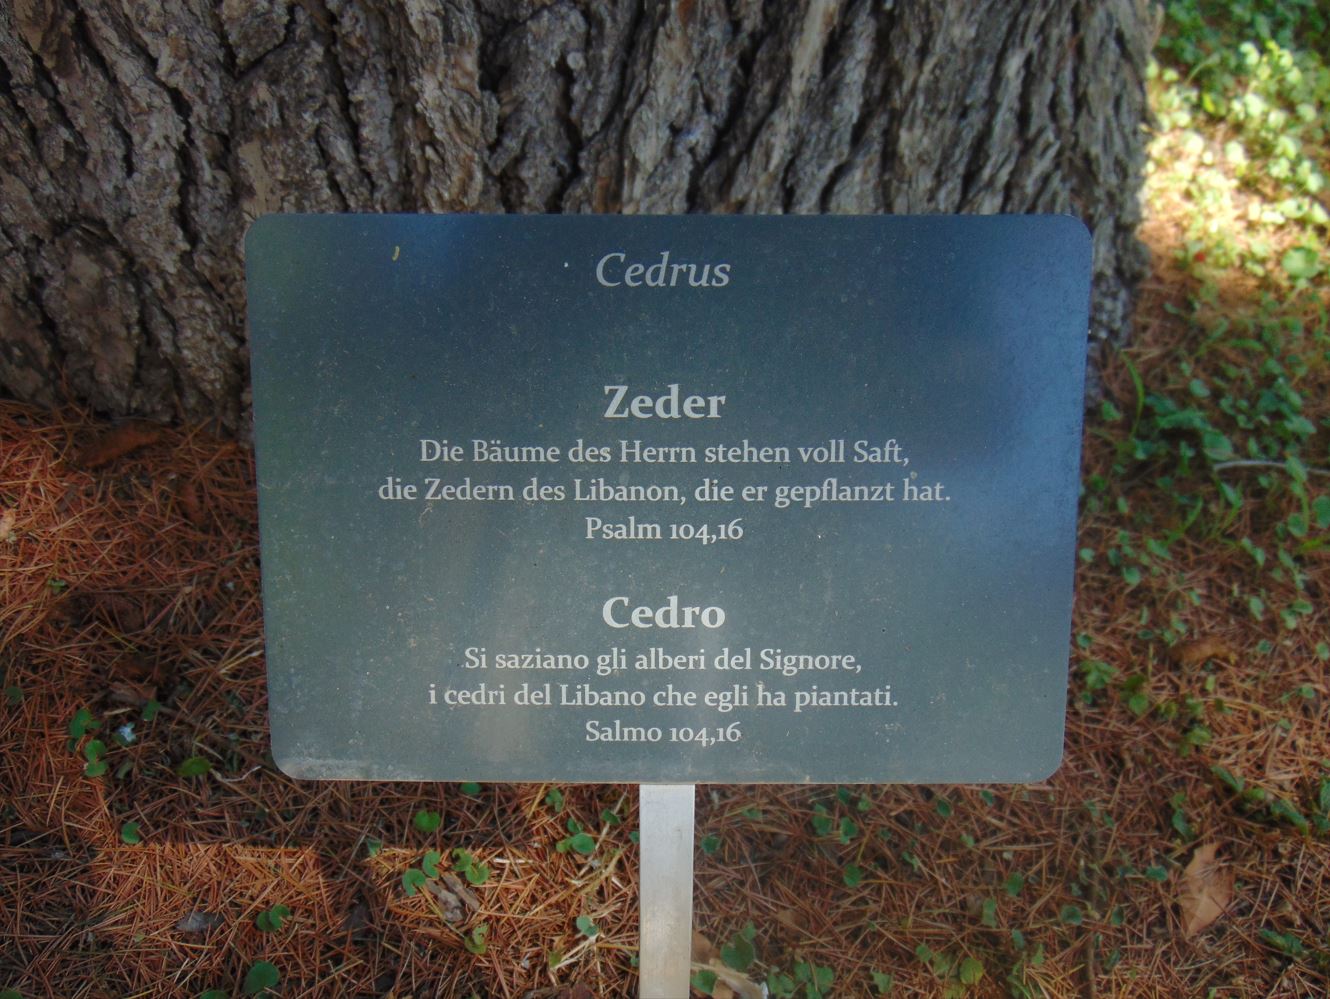 Cedrus
Zeder
Die Bäume des Herrn stehen voll Saft,
die Zedern des Libanon, die er gepflanzt hat.
Psalm 104,16
Cedro
Si saziano gli alberi del Signore,
i cedri del Libano che egli ha piantati.
Salmo 104,16